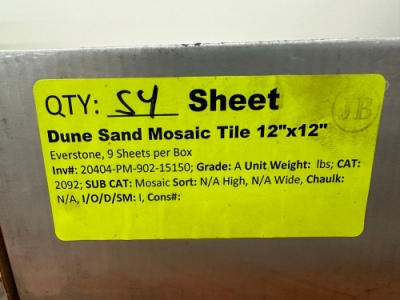 QTY: 54 Sheet
JB
Dune Sand Mosaic Tile 12"x12"
Everstone, 9 Sheets per Box
Inv#: 20404-PM-902-15150; Grade: A Unit Weight: lbs; CAT:
2092; SUB CAT: Mosaic Sort: N/A High, N/A Wide, Chaulk:
N/A, I/O/D/SM: I, Cons#: